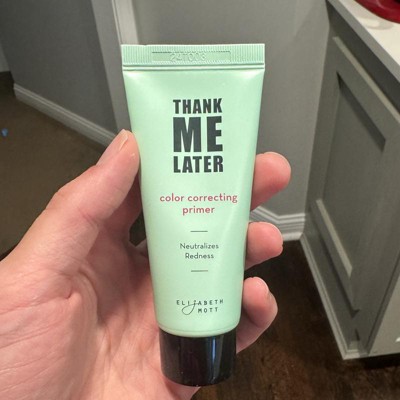 THANK
ME
LATER
color correcting
primer
Neutralizes
Redness
ELIZABETH
MOTT